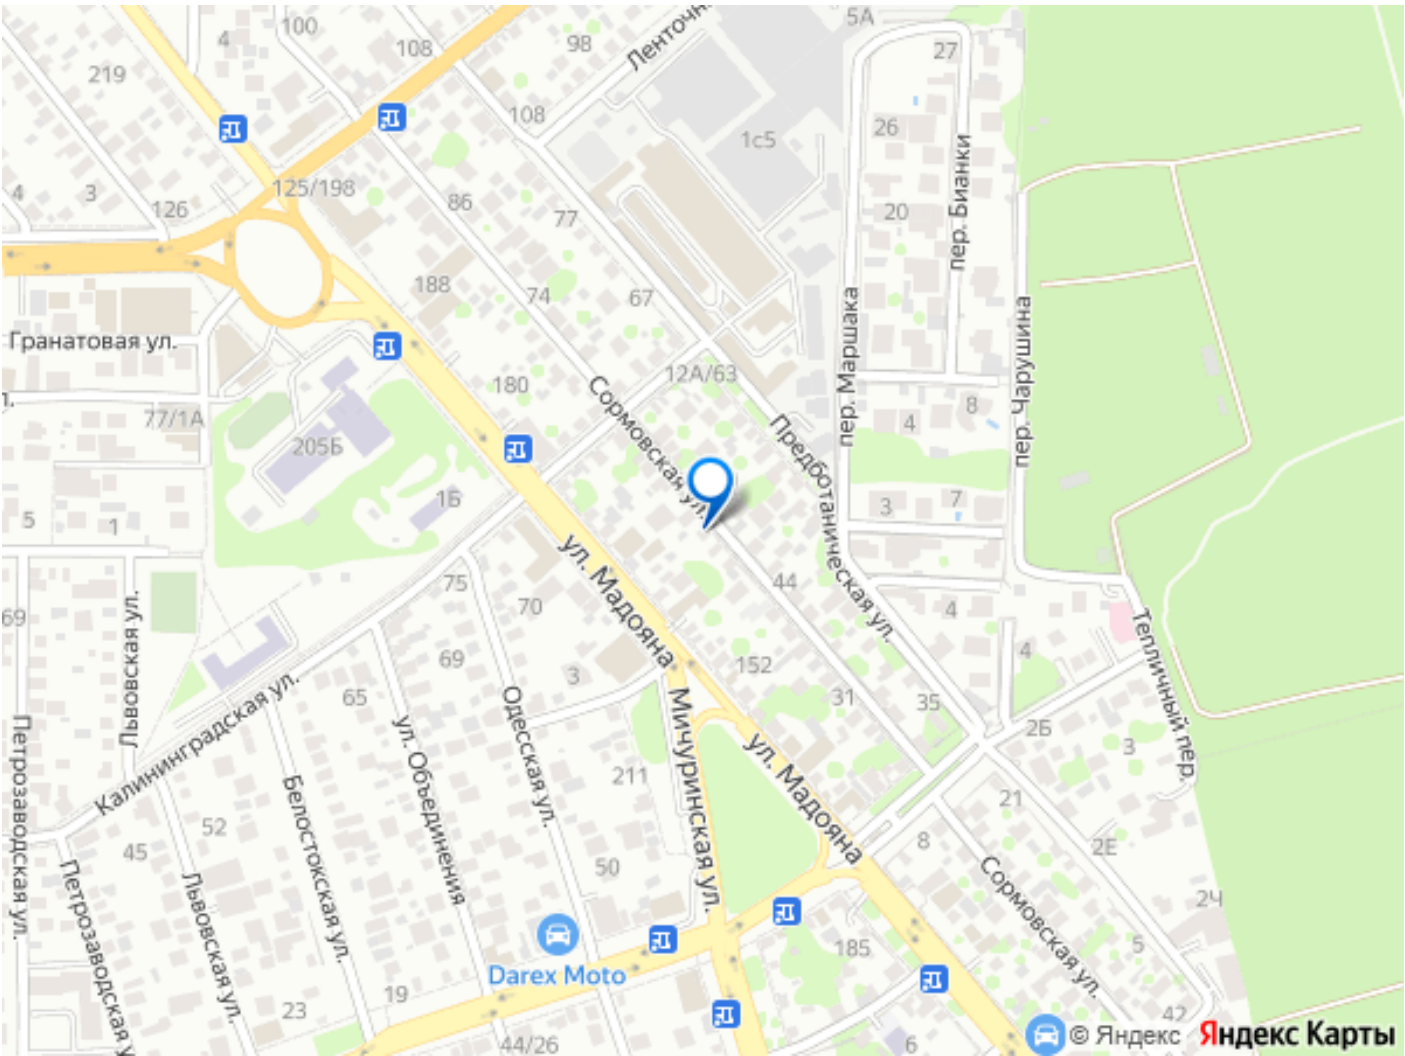 100
4
108
98
Ленточн
5А
27
219
108
1с5
26
пер. Бианки
4
3
126
125/198
86
77
20
188
74
67
пер. Маршака
пер. Чарушина
Гранатовая ул.
180
12А/63
Сормовская ул.
8
4
77/1А
205Б
Предботаническая ул.
1Б
3
7
5
1
ул. Мадояна
75
70
44
4
69
Львовская ул.
69
3
152
4
Тепличный пер.
65
Калининградская ул.
Одесская ул.
Мичуринская ул.
31
35
2Б
3
Петрозаводская ул.
ул. Объединения
211
ул. Мадояна
21
52
45
Белостокская ул.
8
2Е
50
Львовская ул.
Петрозаводская у
Сормовская ул.
2Ч
185
5
Darex Moto
19
23
44/26
6
42
© Яндекс
Яндекс Карты